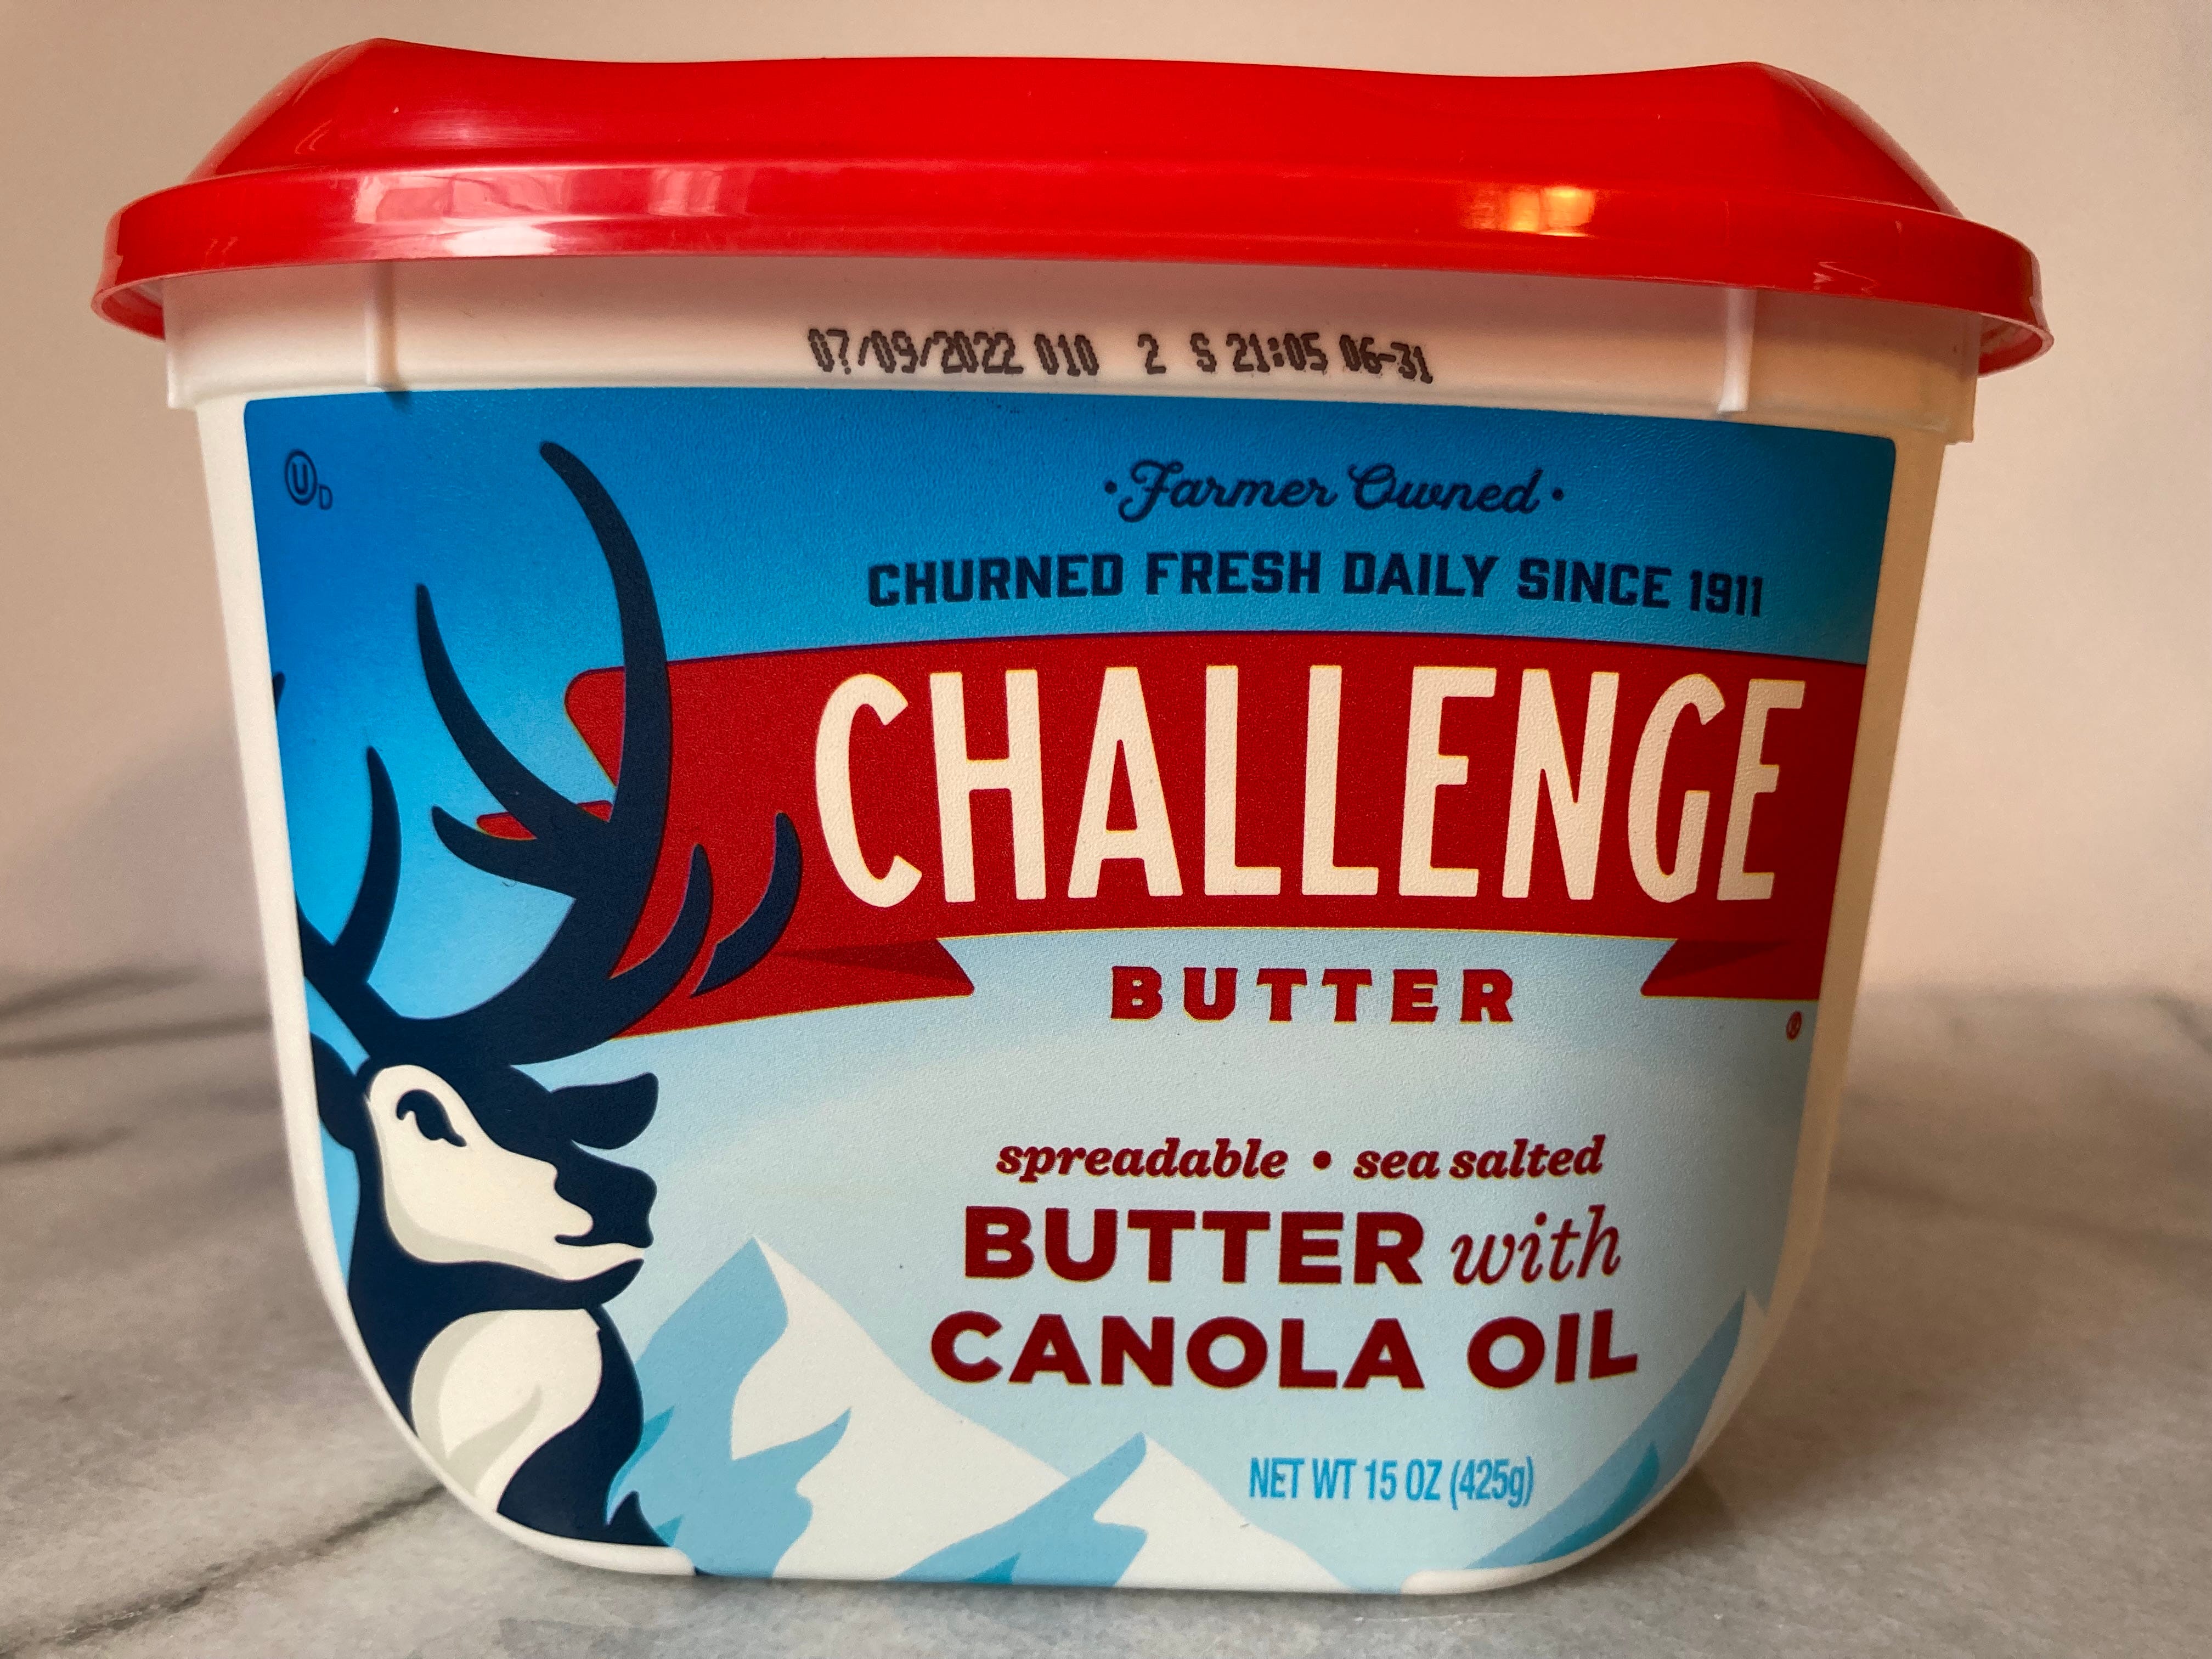 07/09/2022 010 2 S 21:05 06-31
U D
·Farmer Owned·
CHURNED FRESH DAILY SINCE 1911
CHALLENGE
BUTTER
®
spreadable • sea salted
BUTTER with
CANOLA OIL
NET WT 15 OZ (425g)